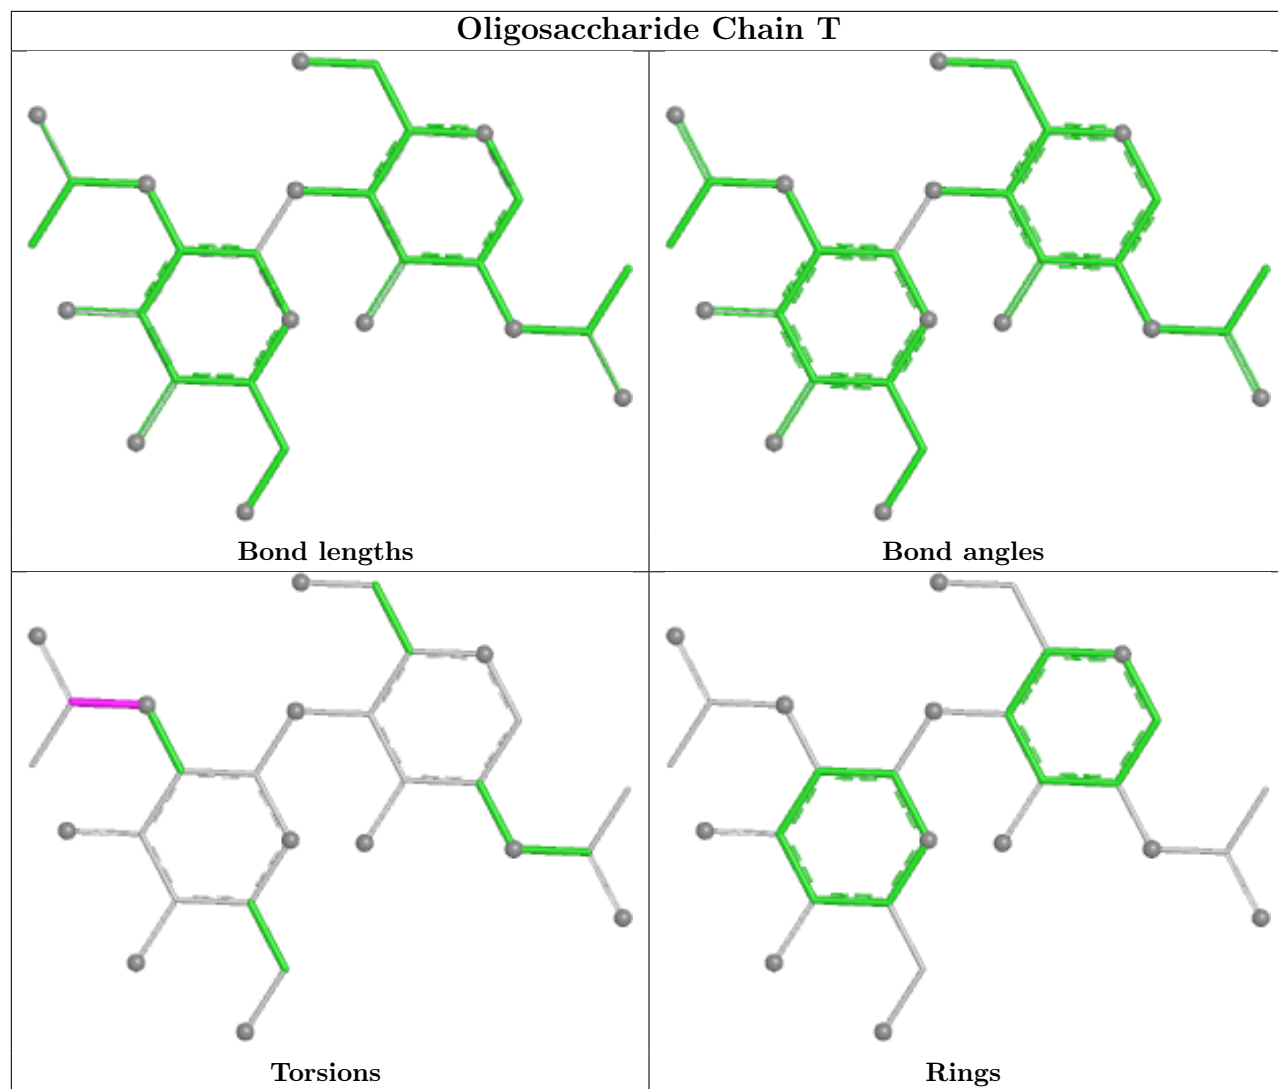 Oligosaccharide Chain T
Bond lengths
Bond angles
Torsions
Rings